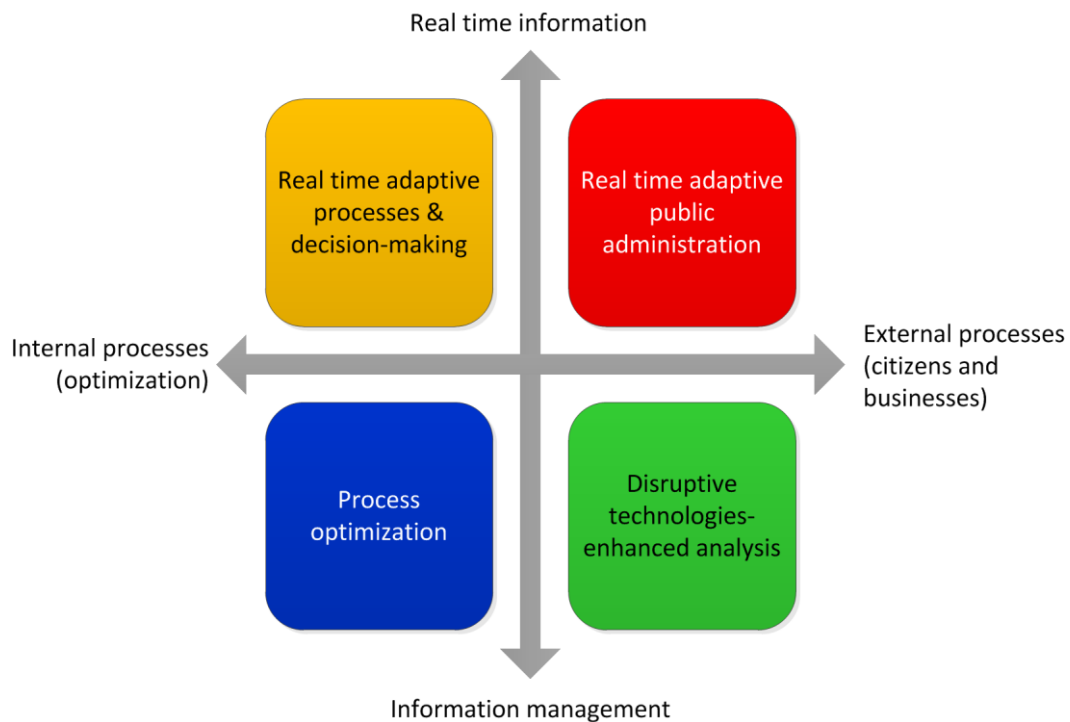 Real time information
Real time adaptive
processes &
decision-making
Real time adaptive
public
administration
Internal processes
(optimization)
External processes
(citizens and
businesses)
Process
optimization
Disruptive
technologies-
enhanced analysis
Information management